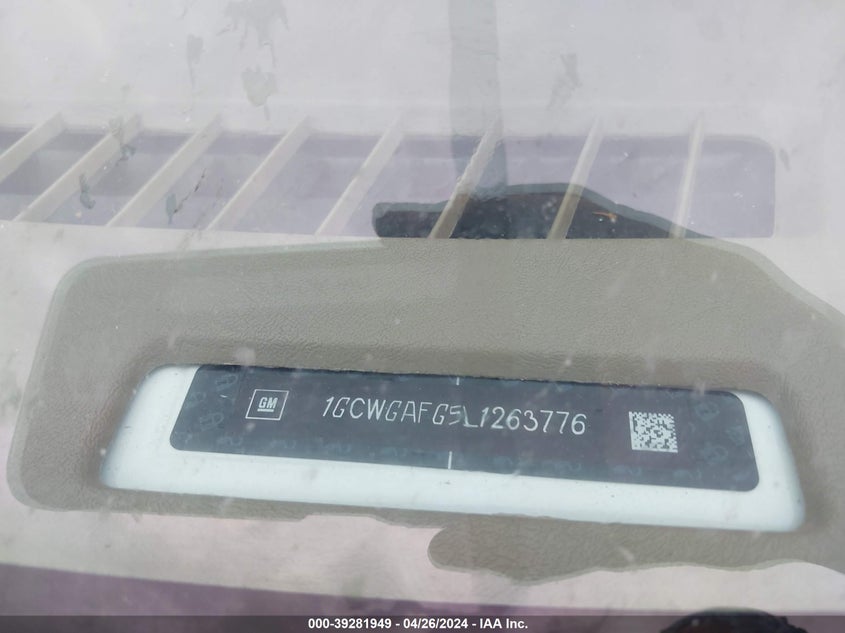 GM
1GCWGAFG5L1263776
000-39281949 - 04/26/2024 - IAA Inc.